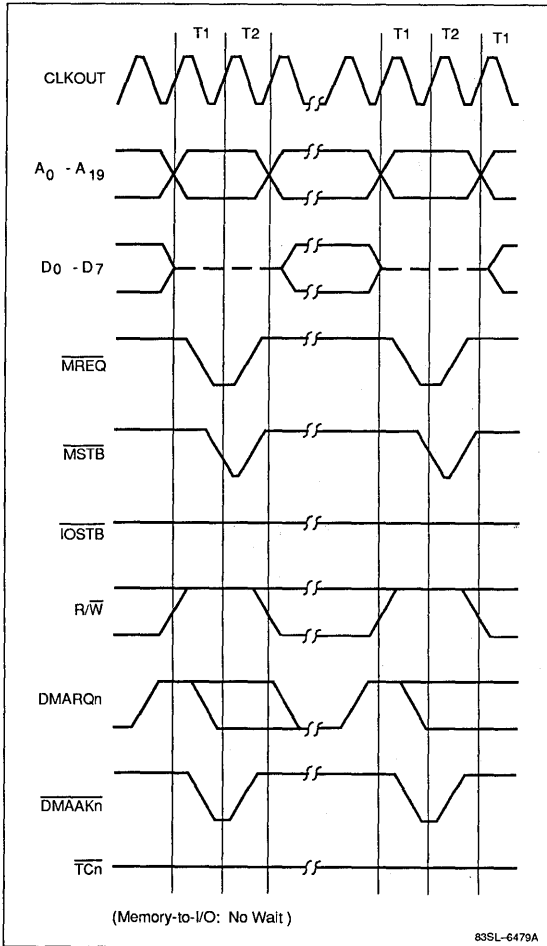 T1 T2 T1 T2 T1
CLKOUT
A0 - A19
D0 - D7
MREQ
MSTB
IOSTB
R/W
DMARQn
DMAAKn
TCn
(Memory-to-I/O: No Wait)
83SL-6479A